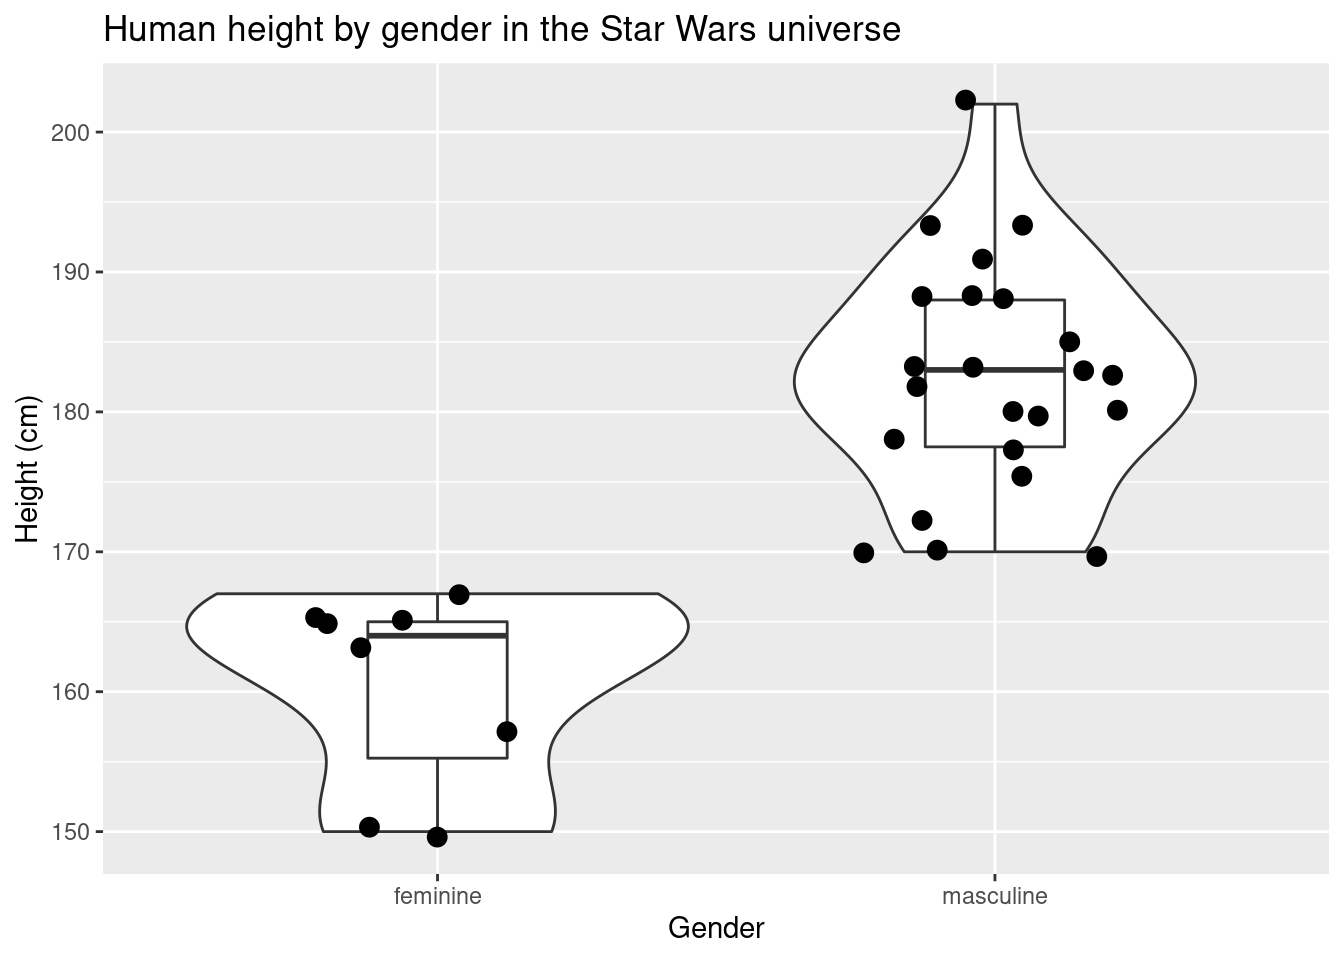 Human height by gender in the Star Wars universe
Height (cm)
200
190
180
170
160
150
feminine
masculine
Gender